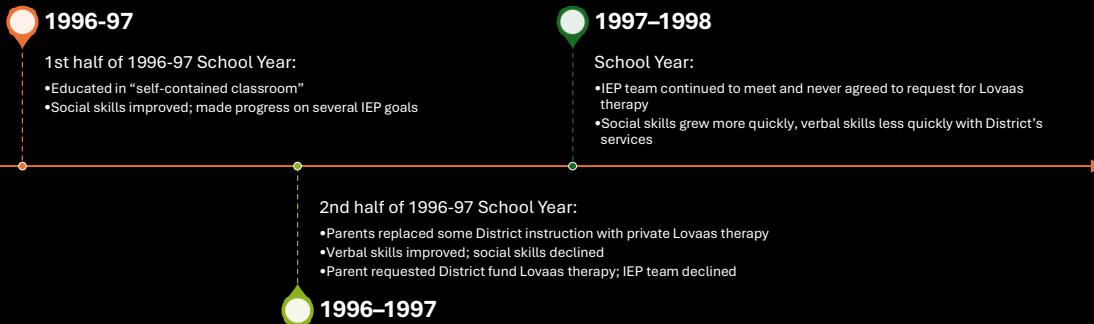 1996-97
1st half of 1996-97 School Year:
•Educated in “self-contained classroom”
•Social skills improved; made progress on several IEP goals
1997–1998
School Year:
•IEP team continued to meet and never agreed to request for Lovaas
therapy
•Social skills grew more quickly, verbal skills less quickly with District’s
services
2nd half of 1996-97 School Year:
•Parents replaced some District instruction with private Lovaas therapy
•Verbal skills improved; social skills declined
•Parent requested District fund Lovaas therapy; IEP team declined
1996–1997